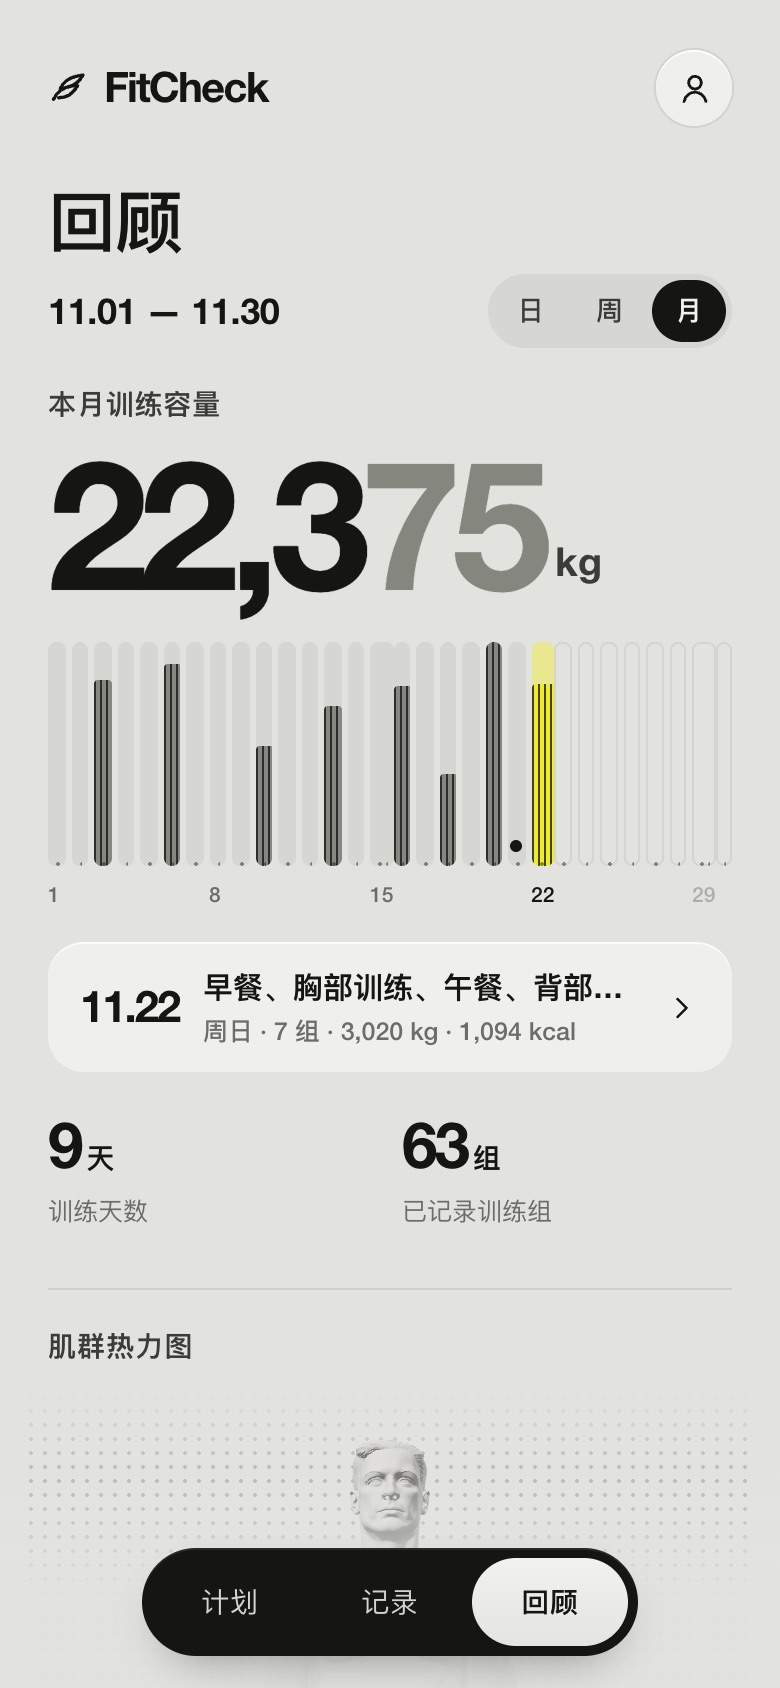 FitCheck
回顾
11.01 — 11.30
日 周 月
本月训练容量
22,375 kg
1 8 15 22 29
11.22
早餐、胸部训练、午餐、背部...
周日 · 7 组 · 3,020 kg · 1,094 kcal
9 天
训练天数
63 组
已记录训练组
肌群热力图
计划 记录 回顾